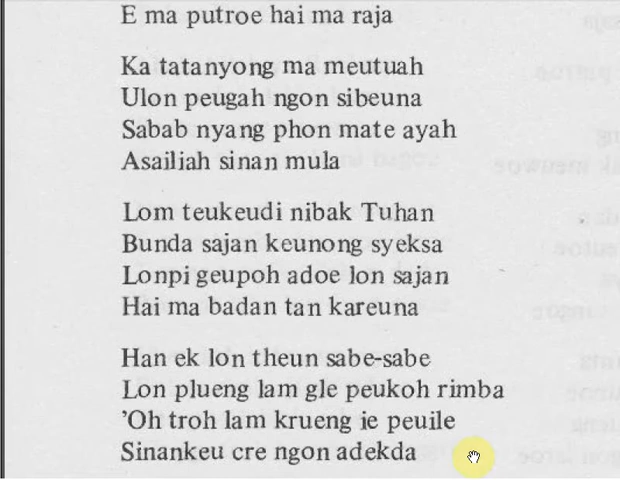 E ma putroe hai ma raja
Ka tatanyong ma meutuah
Ulon peugah ngon sibeuna
Sabab nyang phon mate ayah
Asailiah sinan mula
Lom teukeudi nibak Tuhan
Bunda sajan keunong syeksa
Lonpi geupoh adoe lon sajan
Hai ma badan tan kareuna
Han ek lon theun sabe-sabe
Lon plueng lam gle peukoh rimba
’Oh troh lam krueng ie peuile
Sinankeu cre ngon adekda